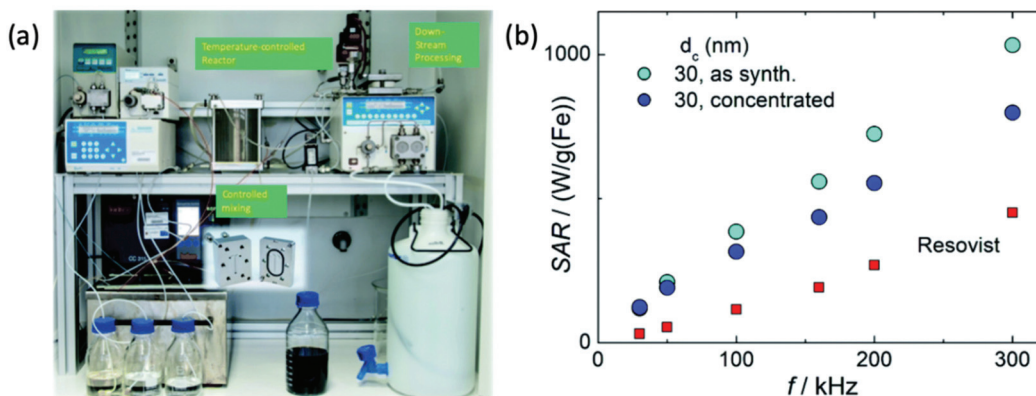 (a)
Temperature-controlled
Reactor
Down-
Stream
Processing
Controlled
mixing
(b)
1000
d_c (nm)
30, as synth.
30, concentrated
Resovist
SAR / (W/g(Fe))
0
0
100
200
300
f / kHz